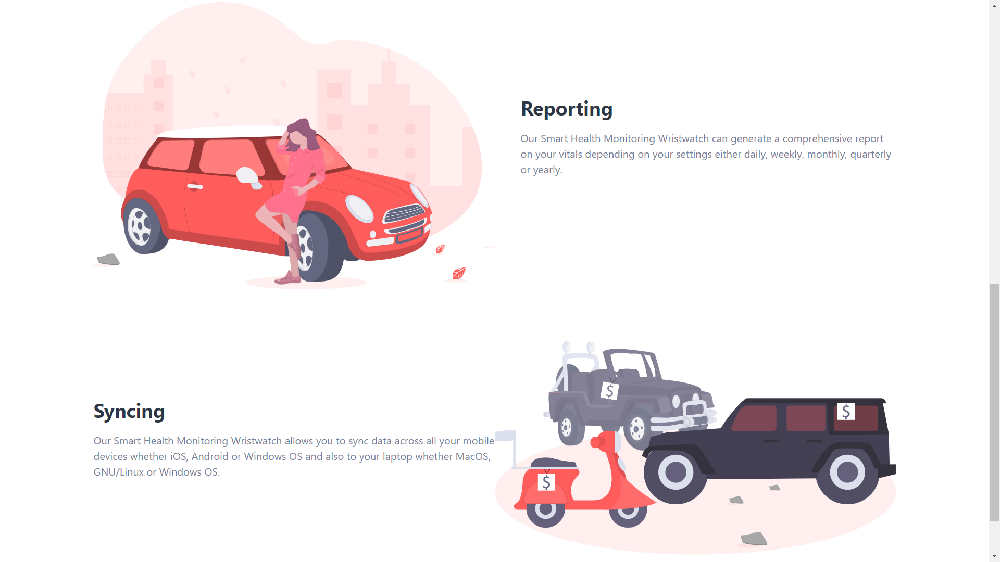 Reporting
Our Smart Health Monitoring Wristwatch can generate a comprehensive report
on your vitals depending on your settings either daily, weekly, monthly, quarterly
or yearly.
$
$
Syncing
Our Smart Health Monitoring Wristwatch allows you to sync data across all your mobile
devices whether iOS, Android or Windows OS and also to your laptop whether MacOS,
GNU/Linux or Windows OS.
$